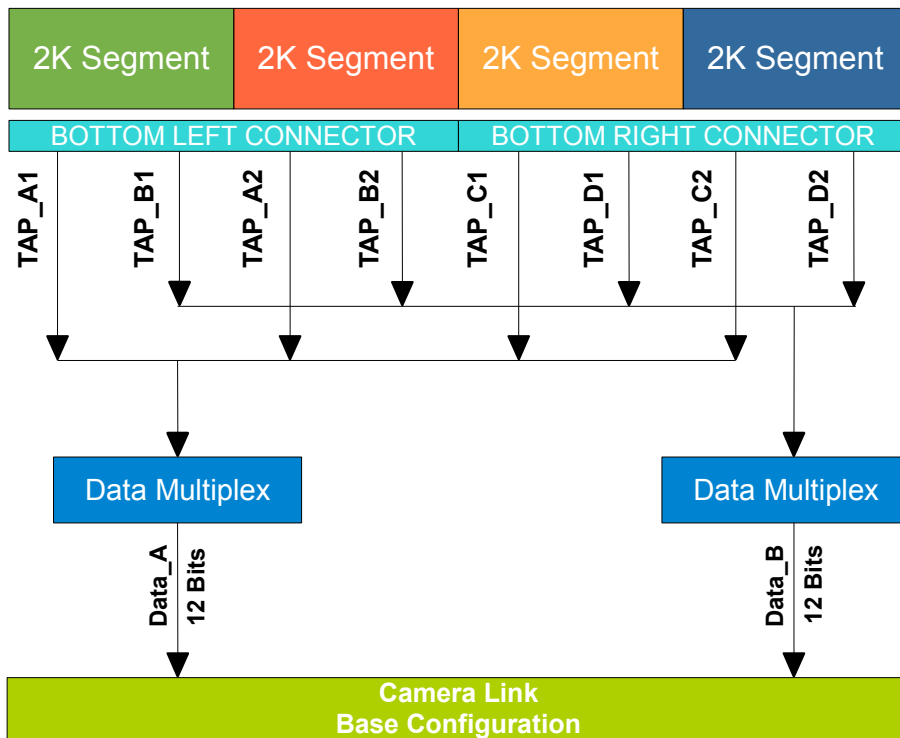 2K Segment 2K Segment 2K Segment 2K Segment
BOTTOM LEFT CONNECTOR BOTTOM RIGHT CONNECTOR
TAP_A1
TAP_B1
TAP_A2
TAP_B2
TAP_C1
TAP_D1
TAP_C2
TAP_D2
Data Multiplex Data Multiplex
Data_A
12 Bits
Data_B
12 Bits
Camera Link
Base Configuration